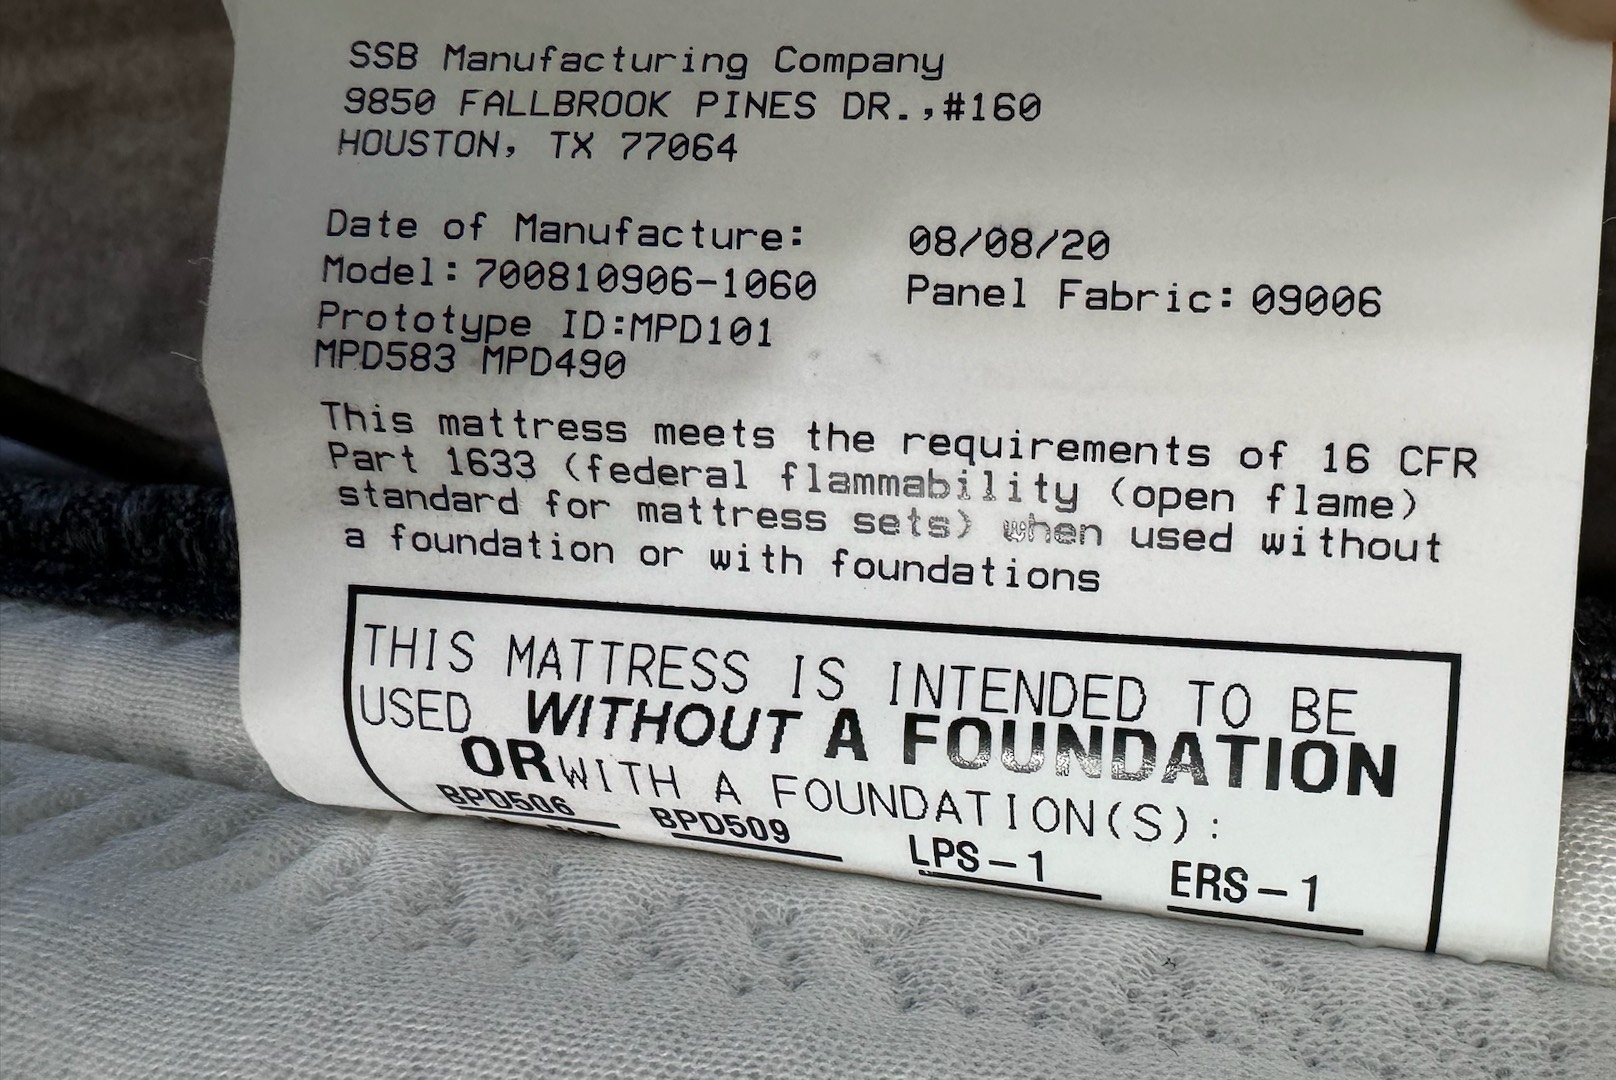 SSB Manufacturing Company
9850 FALLBROOK PINES DR.,#160
HOUSTON, TX 77064
Date of Manufacture: 08/08/20
Model: 700810906-1060 Panel Fabric: 09006
Prototype ID:MPD101
MPD583 MPD490
This mattress meets the requirements of 16 CFR
Part 1633 (federal flammability (open flame)
standard for mattress sets) when used without
a foundation or with foundations
THIS MATTRESS IS INTENDED TO BE
USED WITHOUT A FOUNDATION
OR WITH A FOUNDATION(S):
BPD506 BPD509 LPS-1 ERS-1